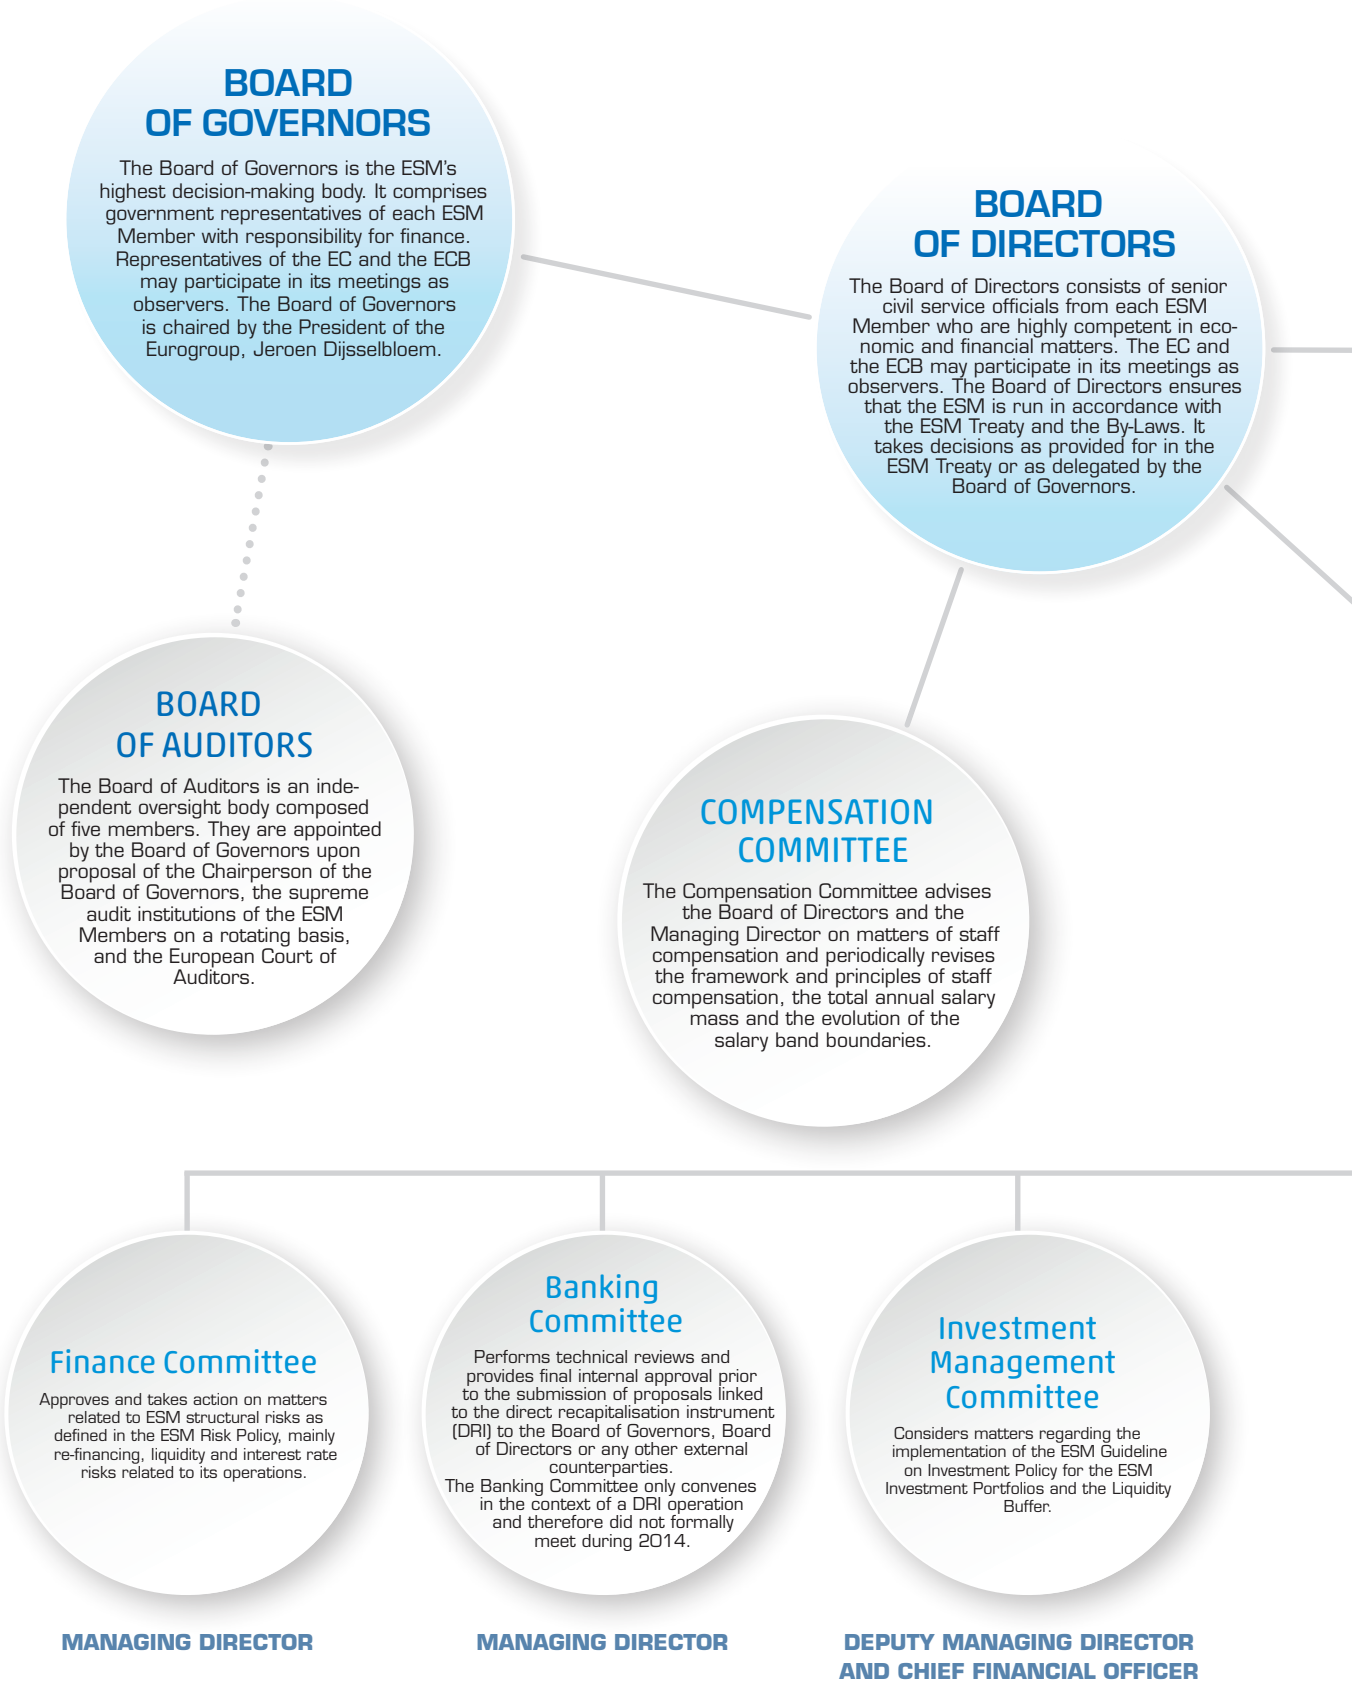 BOARD
OF GOVERNORS
The Board of Governors is the ESM's
highest decision-making body. It comprises
government representatives of each ESM
Member with responsibility for finance.
Representatives of the EC and the ECB
may participate in its meetings as
observers. The Board of Governors
is chaired by the President of the
Eurogroup, Jeroen Dijsselbloem.
BOARD
OF DIRECTORS
The Board of Directors consists of senior
civil service officials from each ESM
Member who are highly competent in eco-
nomic and financial matters. The EC and
the ECB may participate in its meetings as
observers. The Board of Directors ensures
that the ESM is run in accordance with
the ESM Treaty and the By-Laws. It
takes decisions as provided for in the
ESM Treaty or as delegated by the
Board of Governors.
BOARD
OF AUDITORS
The Board of Auditors is an inde-
pendent oversight body composed
of five members. They are appointed
by the Board of Governors upon
proposal of the Chairperson of the
Board of Governors, the supreme
audit institutions of the ESM
Members on a rotating basis,
and the European Court of
Auditors.
COMPENSATION
COMMITTEE
The Compensation Committee advises
the Board of Directors and the
Managing Director on matters of staff
compensation and periodically revises
the framework and principles of staff
compensation, the total annual salary
mass and the evolution of the
salary band boundaries.
Finance Committee
Approves and takes action on matters
related to ESM structural risks as
defined in the ESM Risk Policy, mainly
re-financing, liquidity and interest rate
risks related to its operations.
MANAGING DIRECTOR
Banking
Committee
Performs technical reviews and
provides final internal approval prior
to the submission of proposals linked
to the direct recapitalisation instrument
(DRI) to the Board of Governors, Board
of Directors or any other external
counterparties.
The Banking Committee only convenes
in the context of a DRI operation
and therefore did not formally
meet during 2014.
MANAGING DIRECTOR
Investment
Management
Committee
Considers matters regarding the
implementation of the ESM Guideline
on Investment Policy for the ESM
Investment Portfolios and the Liquidity
Buffer.
DEPUTY MANAGING DIRECTOR
AND CHIEF FINANCIAL OFFICER